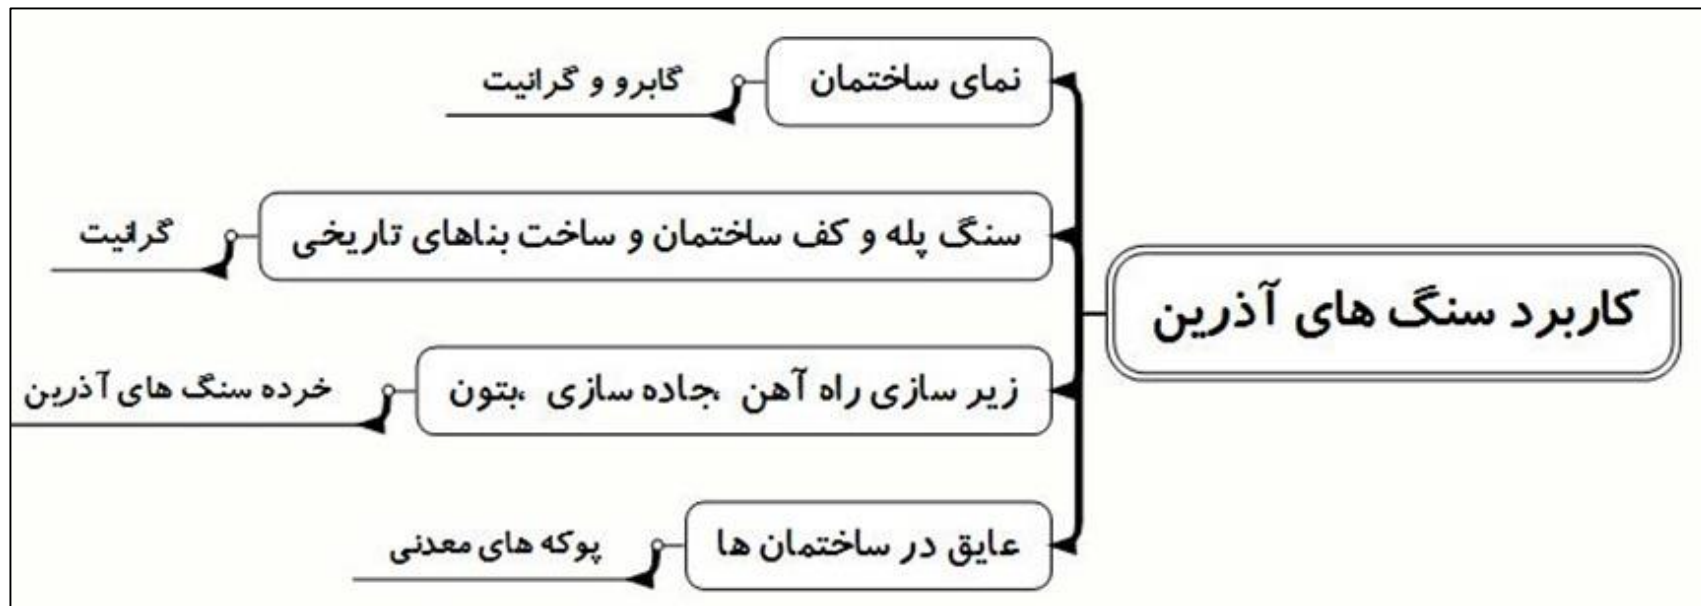 کاربرد سنگ های آذرین
نمای ساختمان
گابرو و گرانیت
سنگ پله و کف ساختمان و ساخت بناهای تاریخی
گرانیت
زیر سازی راه آهن ،جاده سازی ،بتون
خرده سنگ های آذرین
عایق در ساختمان ها
پوکه های معدنی